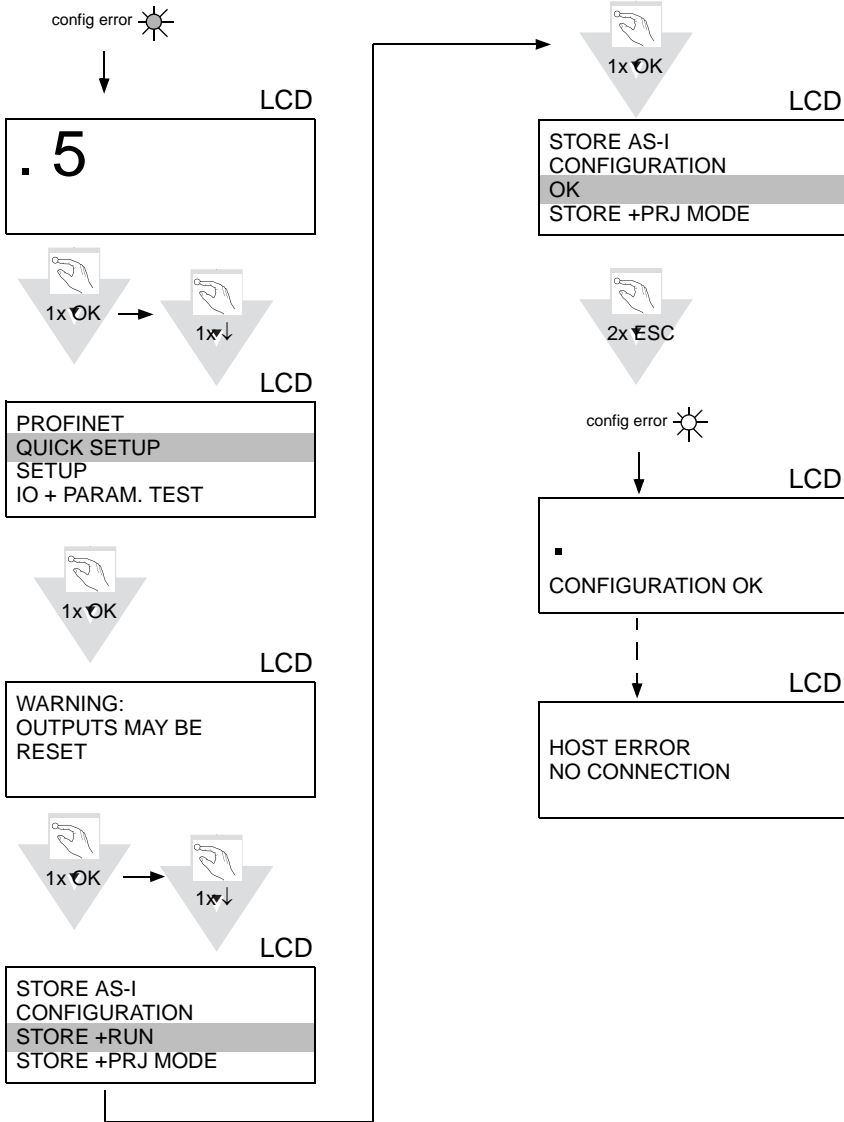 config error
LCD
. 5
1x OK
1x ↓
LCD
PROFINET
QUICK SETUP
SETUP
IO + PARAM. TEST
1x OK
LCD
WARNING:
OUTPUTS MAY BE
RESET
1x OK
1x ↓
LCD
STORE AS-I
CONFIGURATION
STORE +RUN
STORE +PRJ MODE
1x OK
LCD
STORE AS-I
CONFIGURATION
OK
STORE +PRJ MODE
2x ESC
config error
LCD
.
CONFIGURATION OK
LCD
HOST ERROR
NO CONNECTION